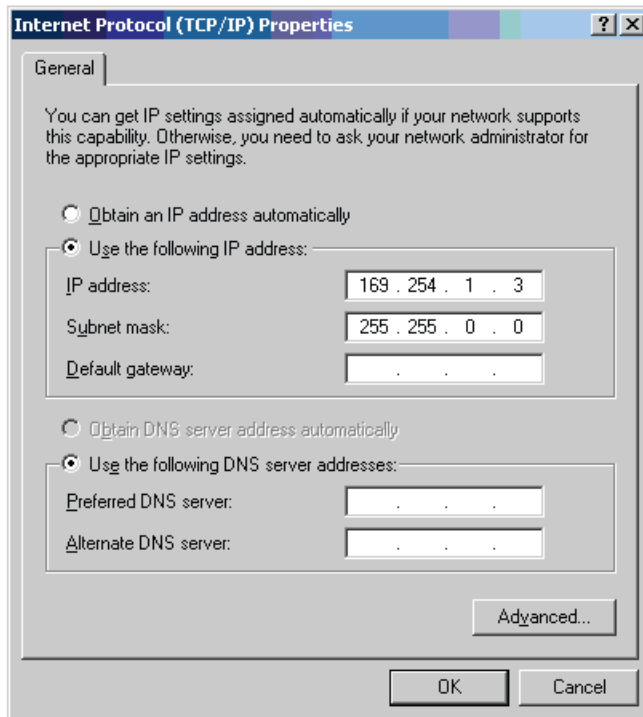 Internet Protocol (TCP/IP) Properties
General
You can get IP settings assigned automatically if your network supports
this capability. Otherwise, you need to ask your network administrator for
the appropriate IP settings.
Obtain an IP address automatically
Use the following IP address:
IP address: 169 . 254 . 1 . 3
Subnet mask: 255 . 255 . 0 . 0
Default gateway: . . .
Obtain DNS server address automatically
Use the following DNS server addresses:
Preferred DNS server: . . .
Alternate DNS server: . . .
Advanced...
OK Cancel